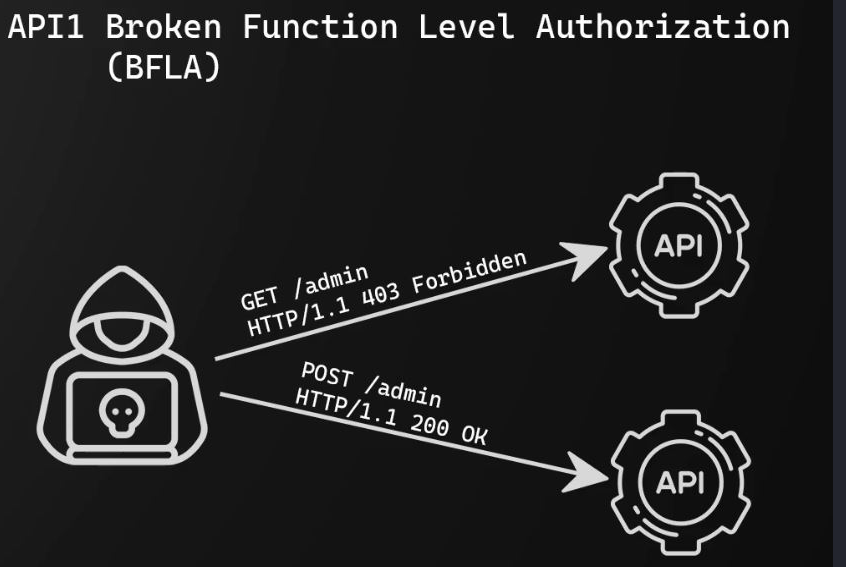 API1 Broken Function Level Authorization
(BFLA)
GET /admin
HTTP/1.1 403 Forbidden
API
POST /admin
HTTP/1.1 200 OK
API